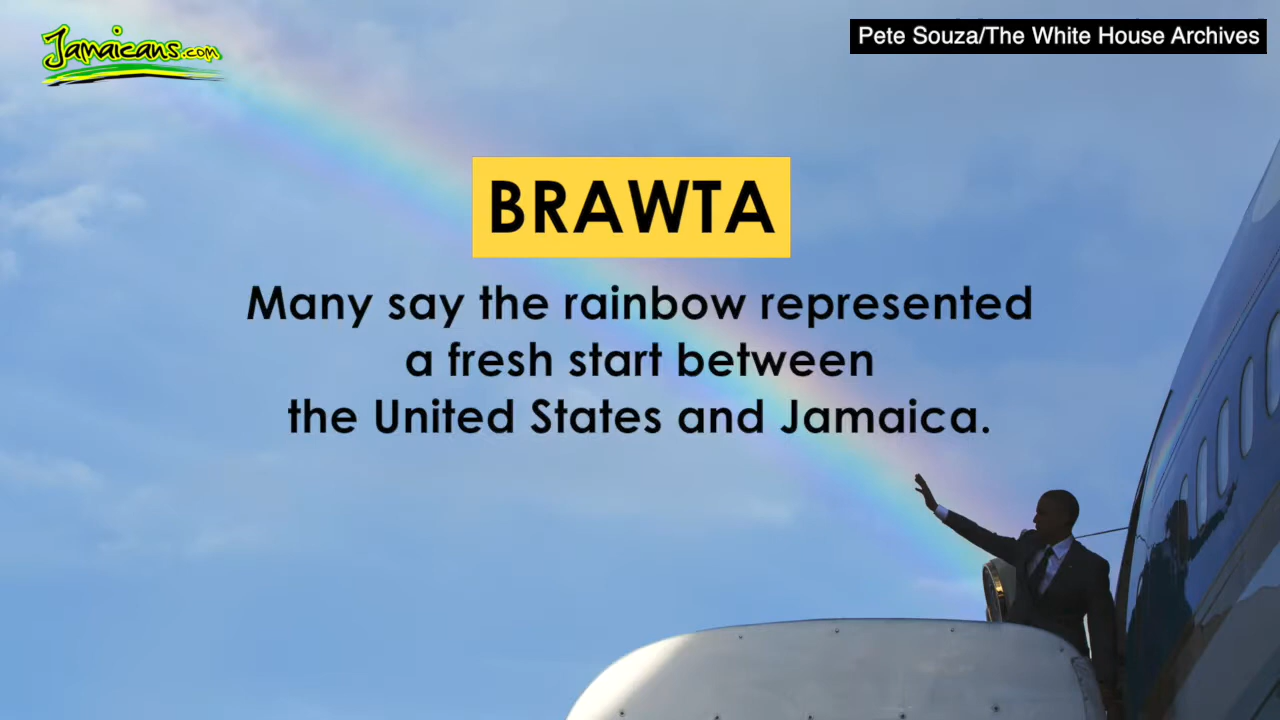 Jamaicans.com
Pete Souza/The White House Archives
BRAWTA
Many say the rainbow represented
a fresh start between
the United States and Jamaica.